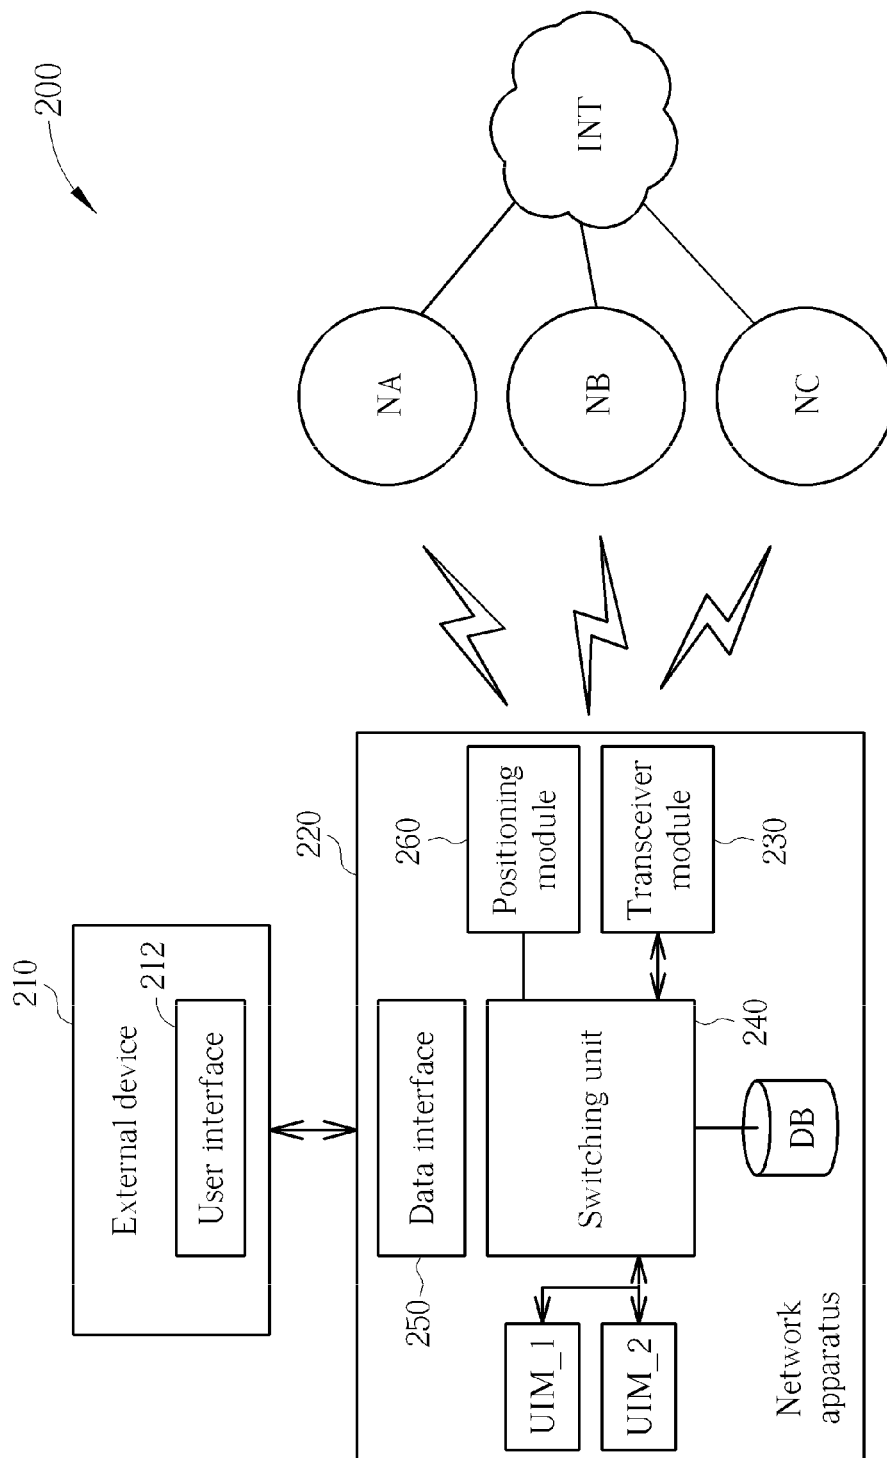 200
210
External device
212
User interface
220
Data interface
250
260
Positioning
module
Transceiver
module
230
Switching unit
240
UIM_1
UIM_2
DB
Network
apparatus
NA
NB
NC
INT